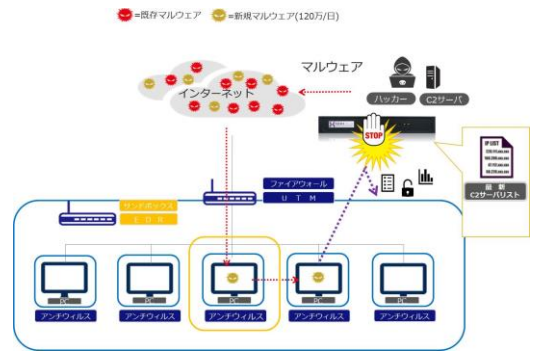 =既存マルウェア
=新規マルウェア(120万/日)
マルウェア
インターネット
ハッカー
C2サーバ
STOP
IP LIST
最 新
C2サーバリスト
ファイアウォール
U T M
サンドボックス
E D R
PC
PC
PC
PC
PC
アンチウィルス
アンチウィルス
アンチウィルス
アンチウィルス
アンチウィルス